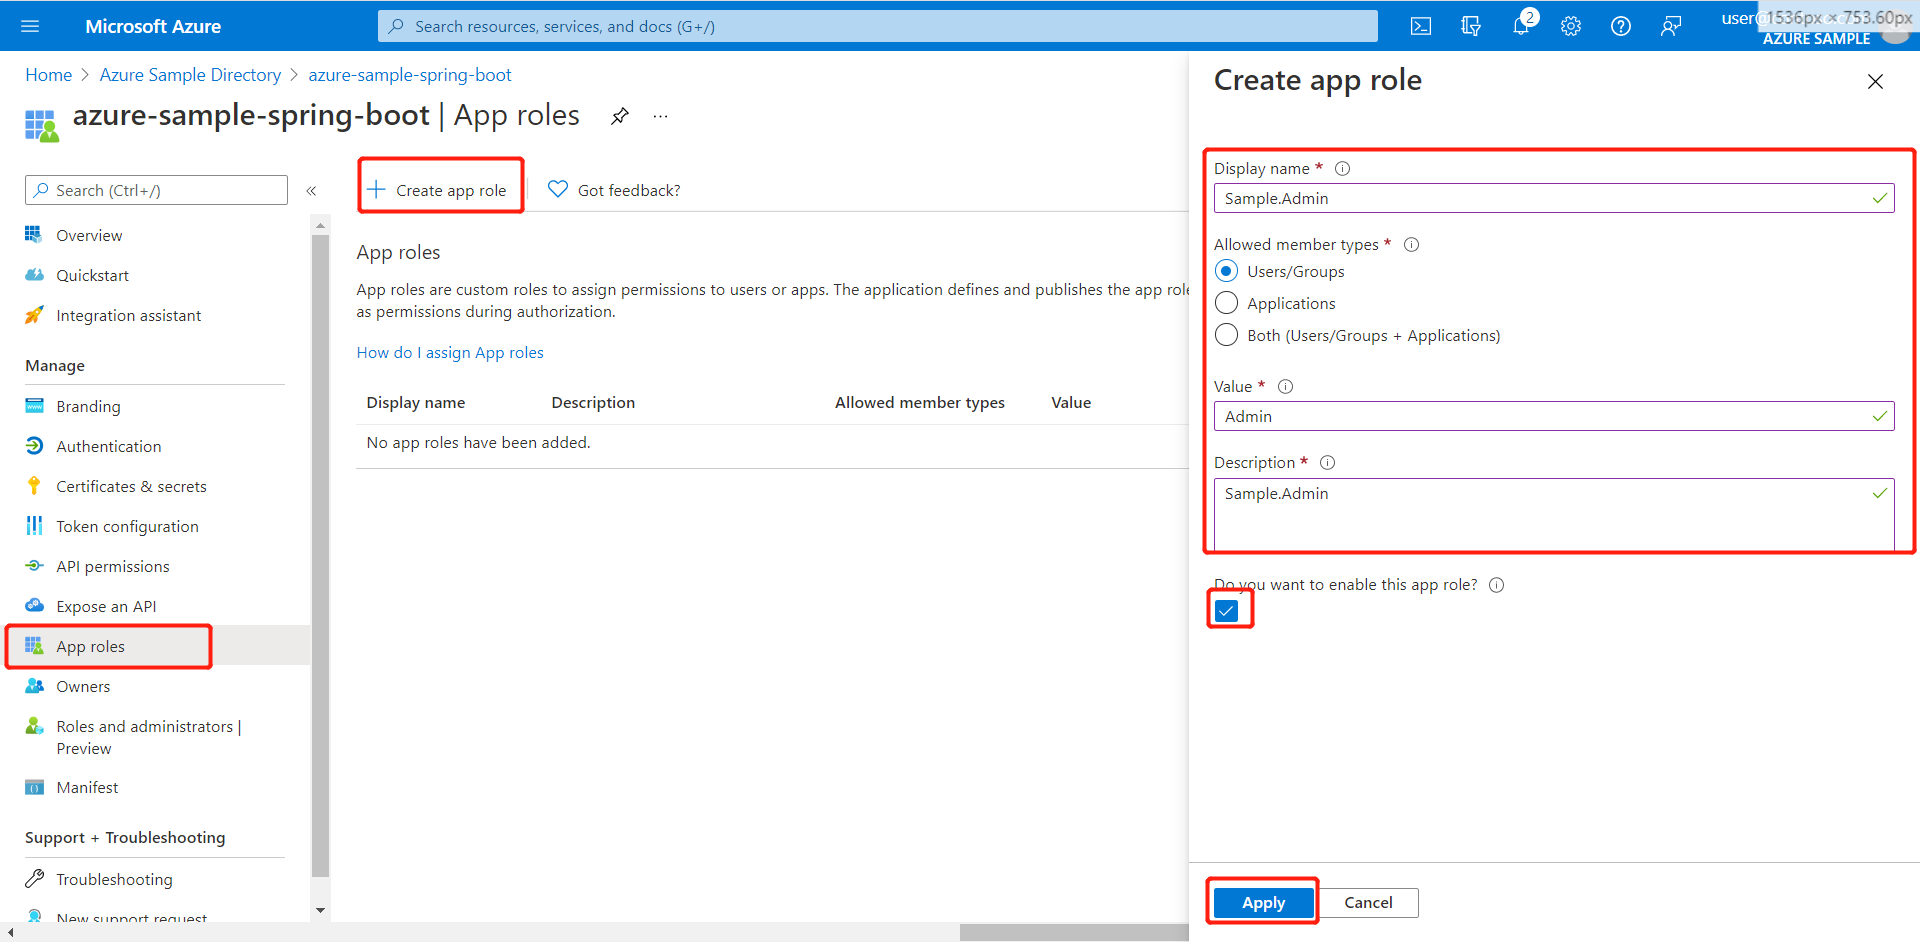 Microsoft Azure
Search resources, services, and docs (G+/)
2
user@
1536px × 753.60px
AZURE SAMPLE
Home > Azure Sample Directory > azure-sample-spring-boot
azure-sample-spring-boot | App roles
...
Search (Ctrl+/)
«
Overview
Quickstart
Integration assistant
Manage
Branding
Authentication
Certificates & secrets
Token configuration
API permissions
Expose an API
App roles
Owners
Roles and administrators |
Preview
Manifest
Support + Troubleshooting
Troubleshooting
New support request
+ Create app role
Got feedback?
App roles
App roles are custom roles to assign permissions to users or apps. The application defines and publishes the app role
as permissions during authorization.
How do I assign App roles
Display name Description Allowed member types Value
No app roles have been added.
Create app role
Display name *
Sample.Admin
Allowed member types *
Users/Groups
Applications
Both (Users/Groups + Applications)
Value *
Admin
Description *
Sample.Admin
Do you want to enable this app role?
Apply
Cancel